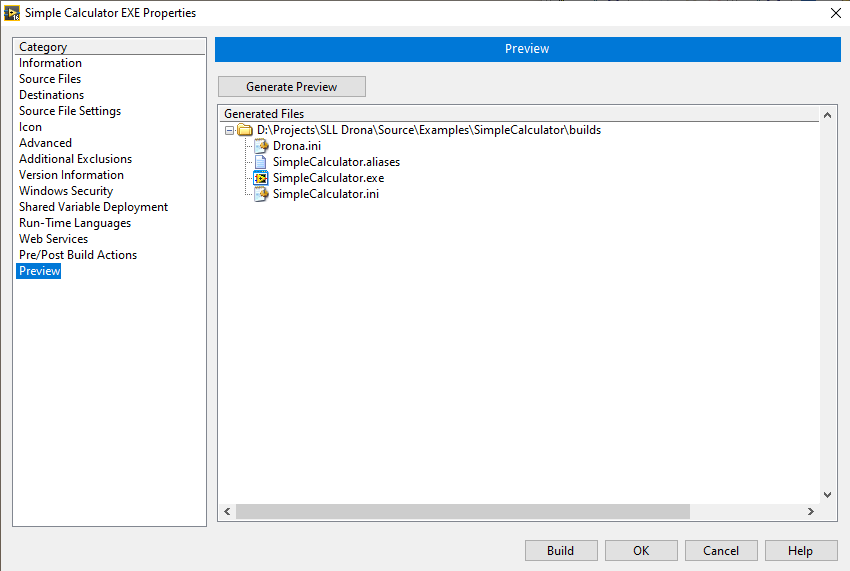 Simple Calculator EXE Properties
Category
Information
Source Files
Destinations
Source File Settings
Icon
Advanced
Additional Exclusions
Version Information
Windows Security
Shared Variable Deployment
Run-Time Languages
Web Services
Pre/Post Build Actions
Preview
Preview
Generate Preview
Generated Files
D:\Projects\SLL Drona\Source\Examples\SimpleCalculator\builds
Drona.ini
SimpleCalculator.aliases
SimpleCalculator.exe
SimpleCalculator.ini
Build OK Cancel Help